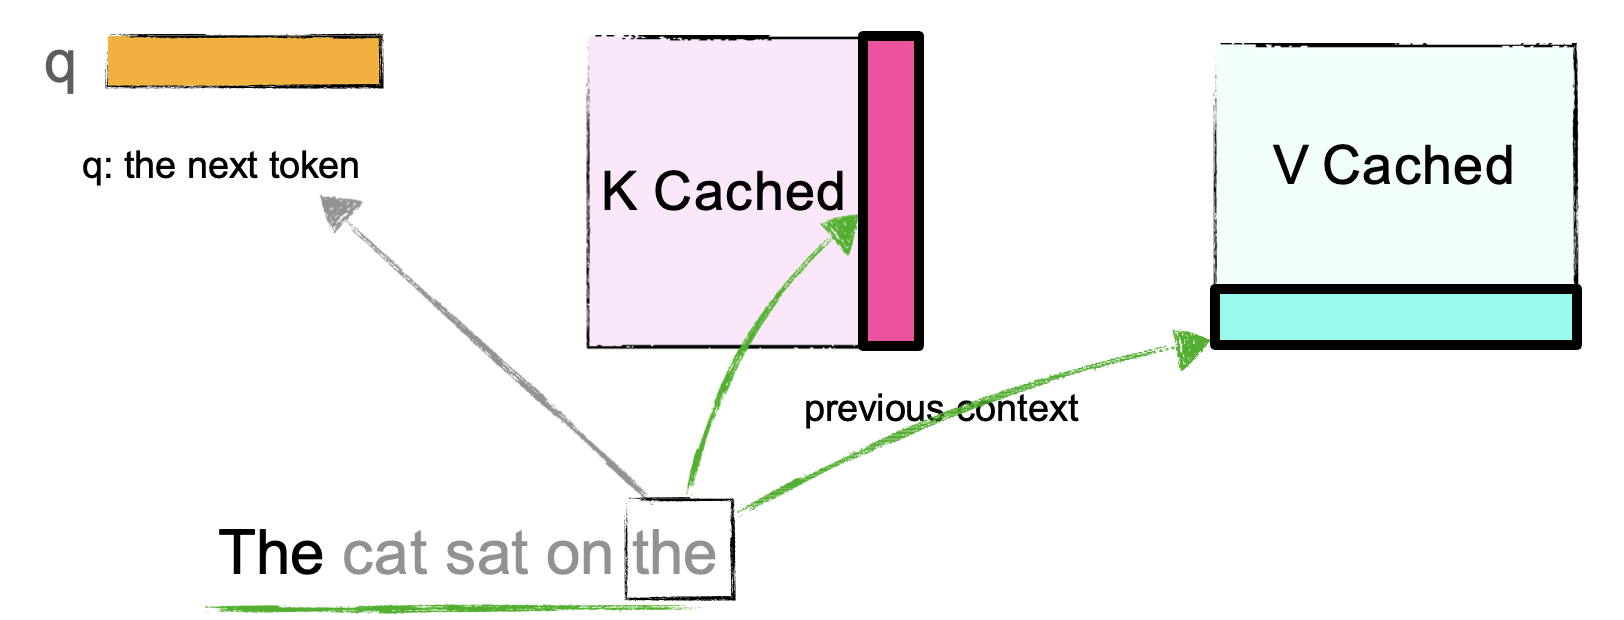 q
q: the next token
K Cached
V Cached
previous context
The cat sat on the